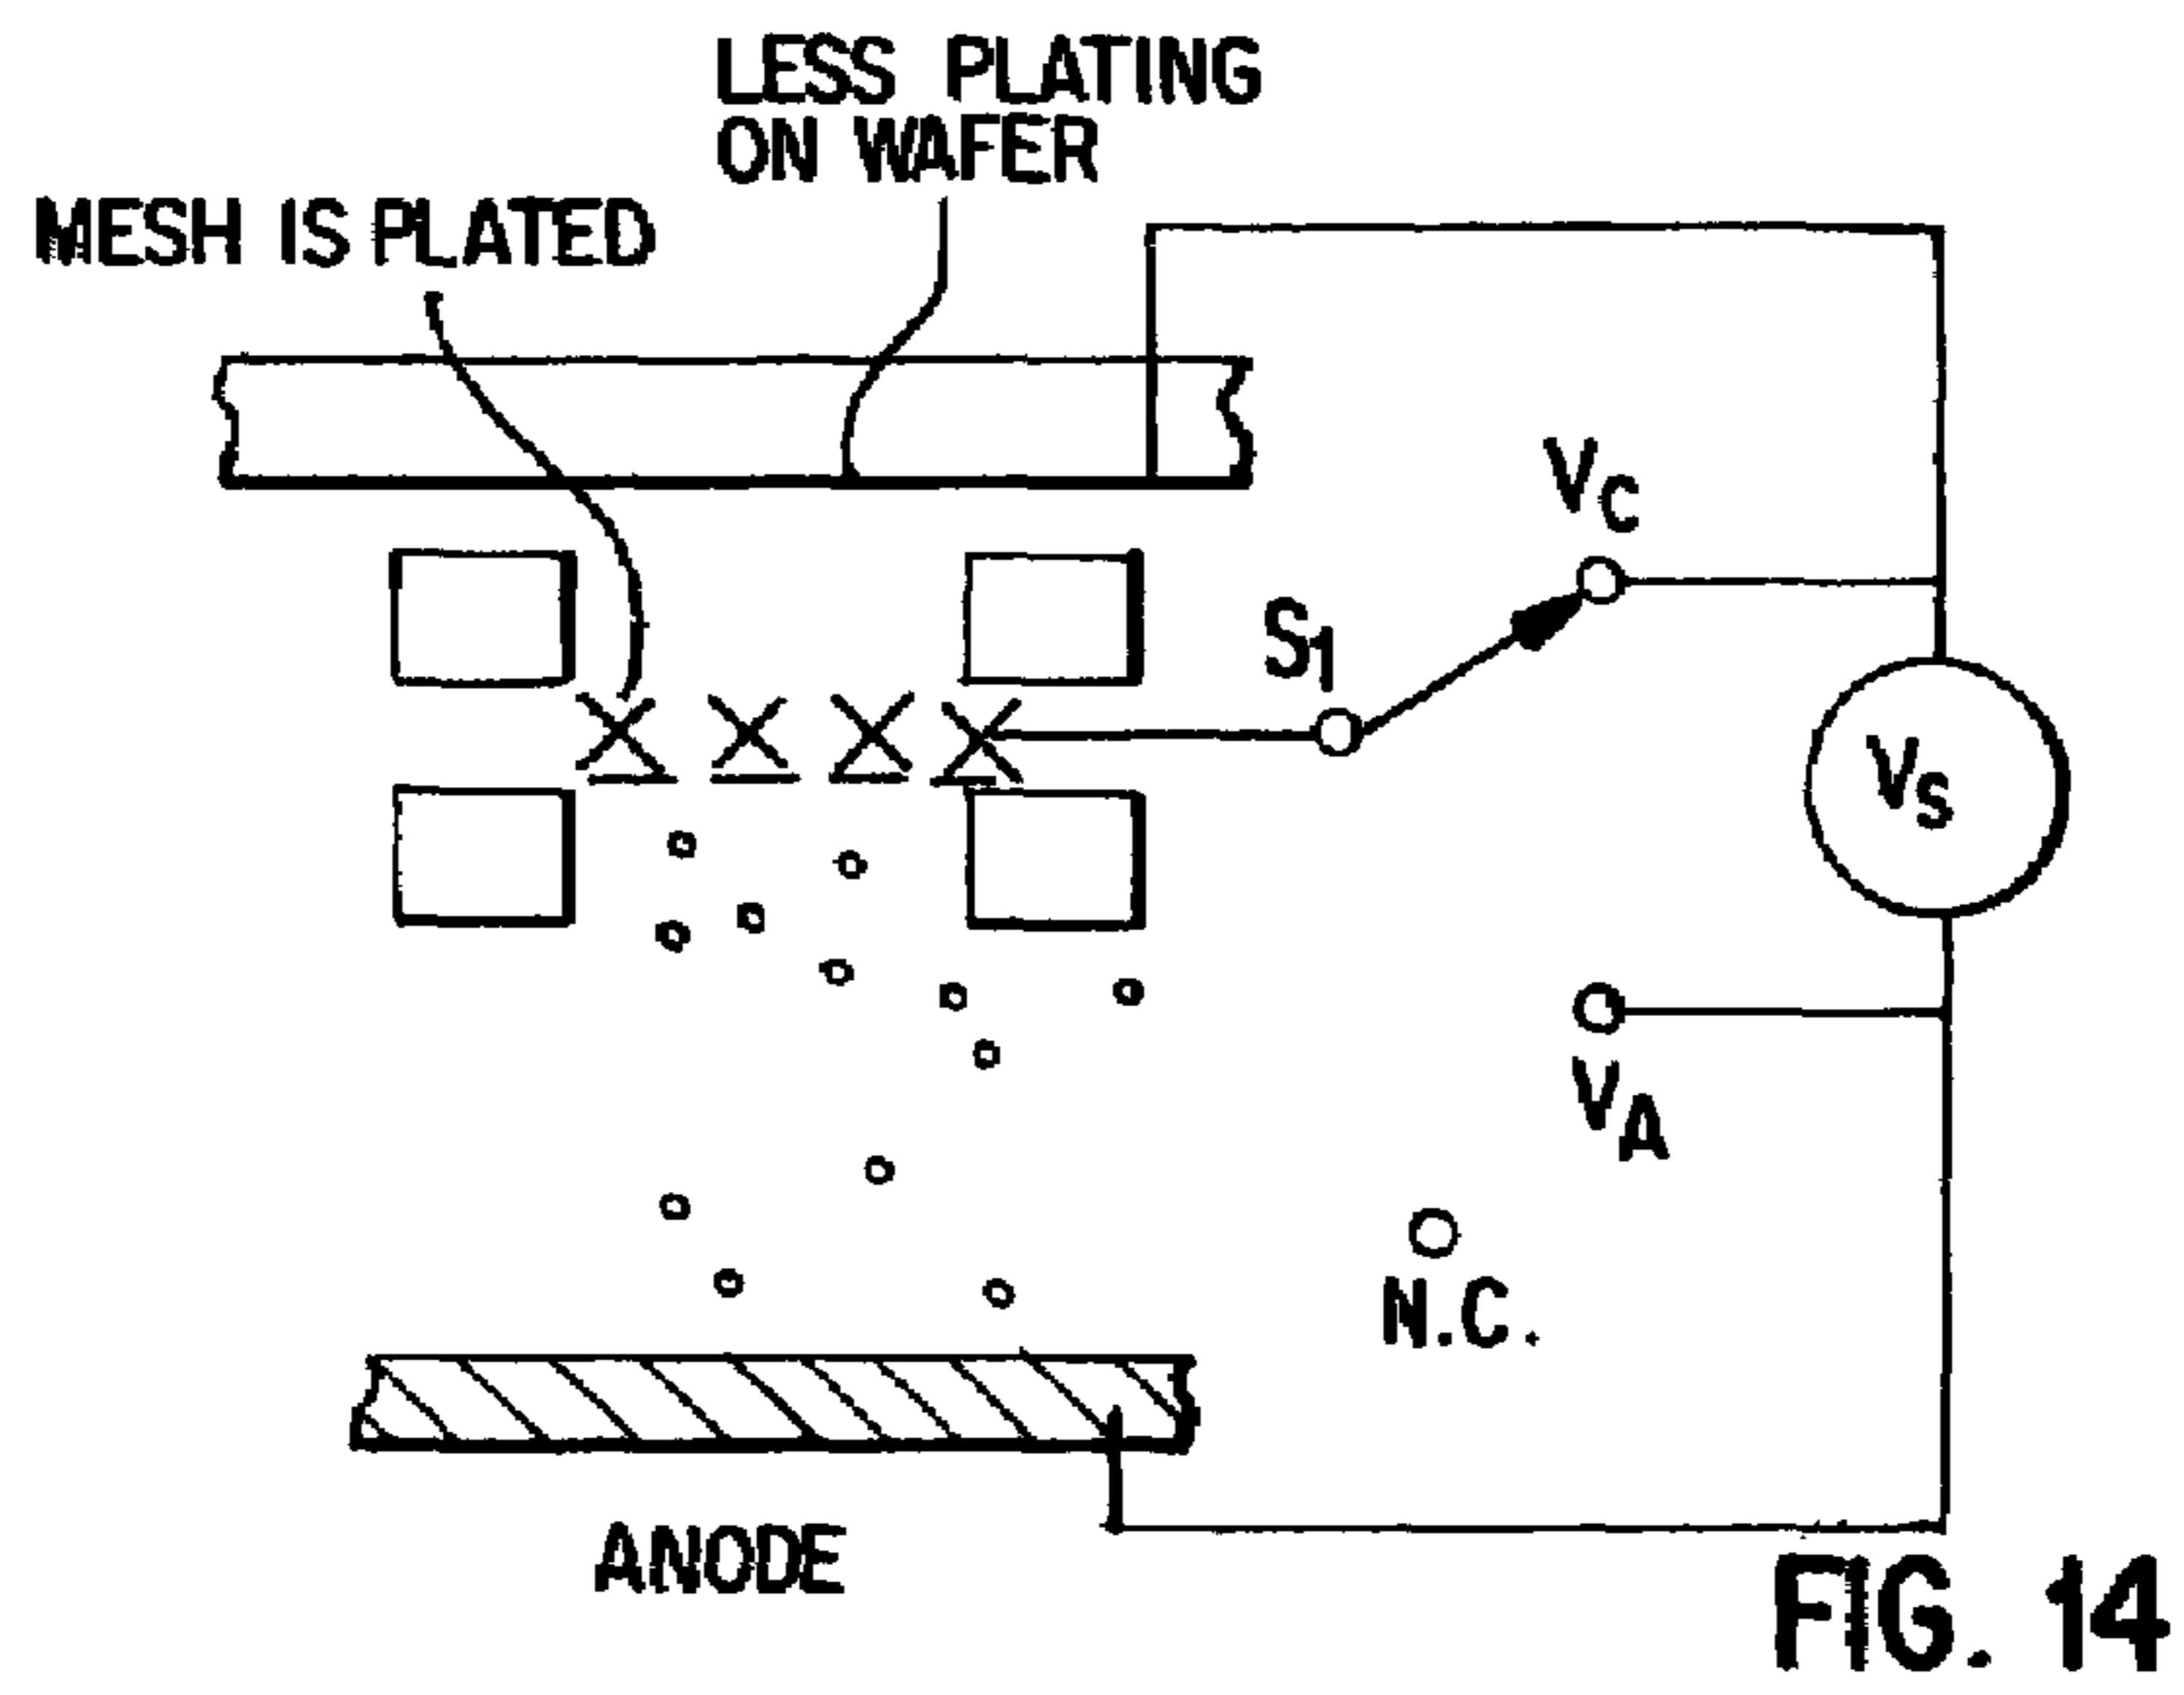 LESS PLATING
ON WAFER
MESH IS PLATED
VC
S1
VS
VA
N.C.
ANODE
FIG. 14